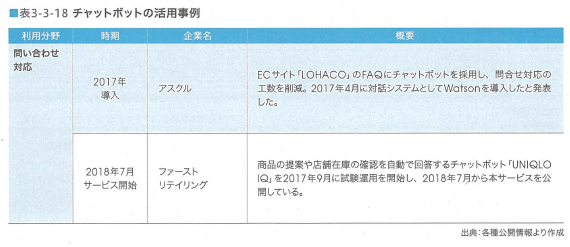 ■表3-3-18 チャットボットの活用事例
利用分野 時期 企業名 概要
問い合わせ
対応
2017年
導入
アスクル
ECサイト「LOHACO」のFAQにチャットボットを採用し、問合せ対応の
工数を削減。2017年4月に対話システムとしてWatsonを導入したと発表
した。
2018年7月
サービス開始
ファースト
リテイリング
商品の提案や店舗在庫の確認を自動で回答するチャットボット「UNIQLO
IQ」を2017年9月に試験運用を開始し、2018年7月から本サービスを公
開している。
出典：各種公開情報より作成